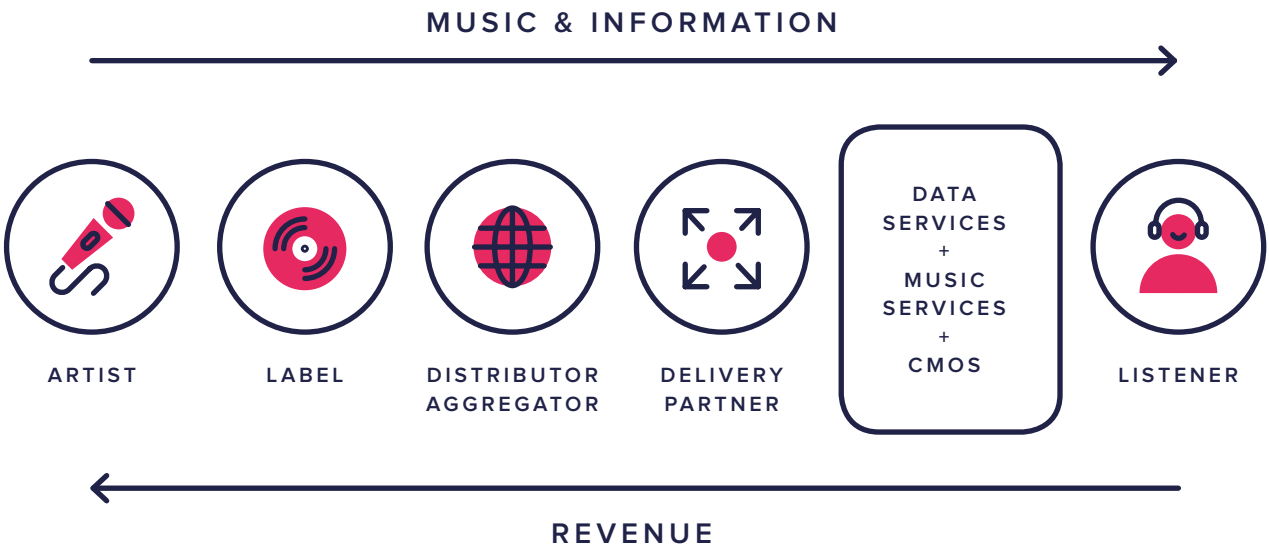 MUSIC & INFORMATION
DATA
SERVICES
+
MUSIC
SERVICES
+
CMOS
ARTIST
LABEL
DISTRIBUTOR
AGGREGATOR
DELIVERY
PARTNER
LISTENER
REVENUE